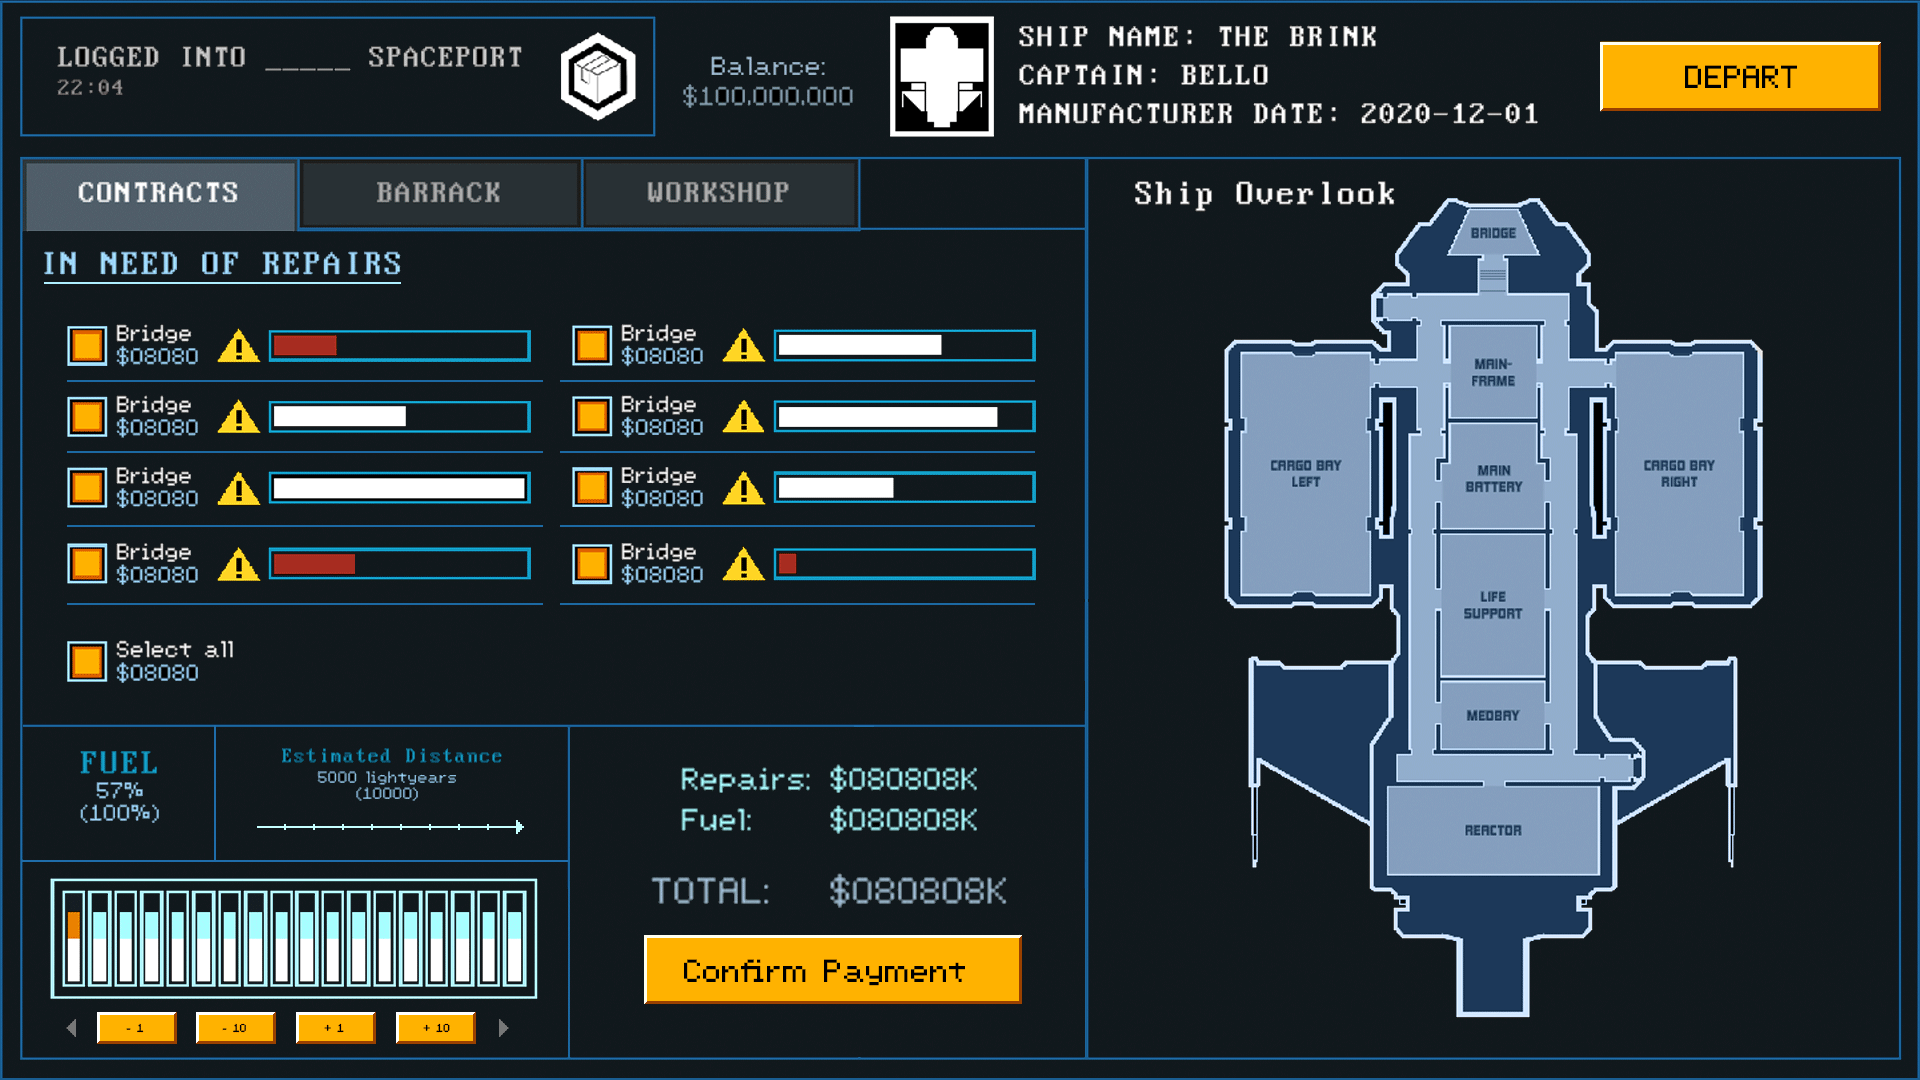 LOGGED INTO _____ SPACEPORT
22:04
Balance:
$100.000.000
SHIP NAME: THE BRINK
CAPTAIN: BELLO
MANUFACTURER DATE: 2020-12-01
DEPART
CONTRACTS
BARRACK
WORKSHOP
IN NEED OF REPAIRS
Bridge
$08080
Bridge
$08080
Bridge
$08080
Bridge
$08080
Bridge
$08080
Bridge
$08080
Bridge
$08080
Bridge
$08080
Select all
$08080
FUEL
57%
(100%)
Estimated Distance
5000 lightyears
(10000)
- 1
- 10
+ 1
+ 10
Repairs: $080808K
Fuel: $080808K
TOTAL: $080808K
Confirm Payment
Ship Overlook
BRIDGE
MAIN-
FRAME
CARGO BAY
LEFT
MAIN
BATTERY
CARGO BAY
RIGHT
LIFE
SUPPORT
MEDBAY
REACTOR